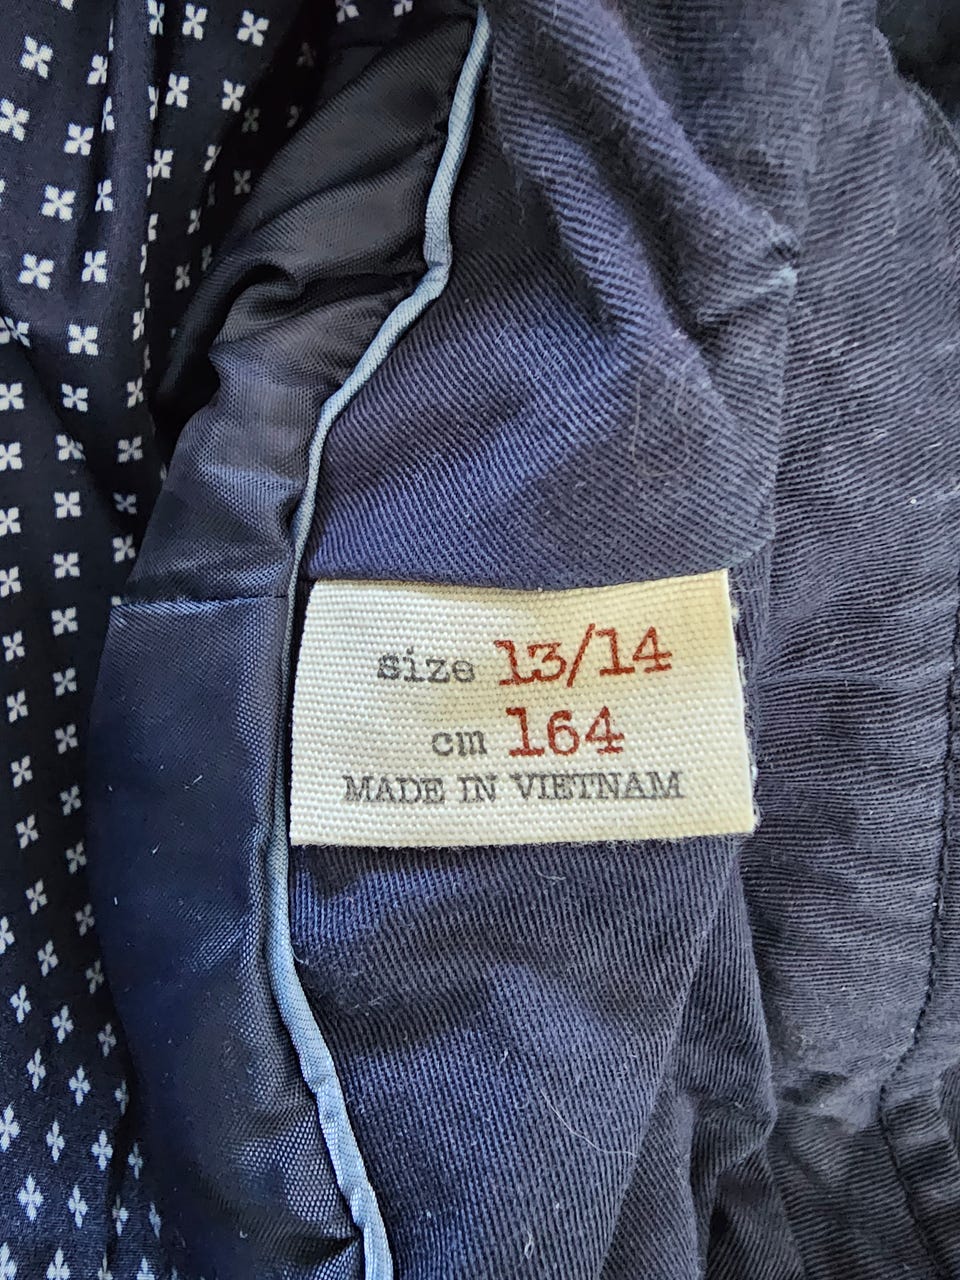 size 13/14
cm 164
MADE IN VIETNAM